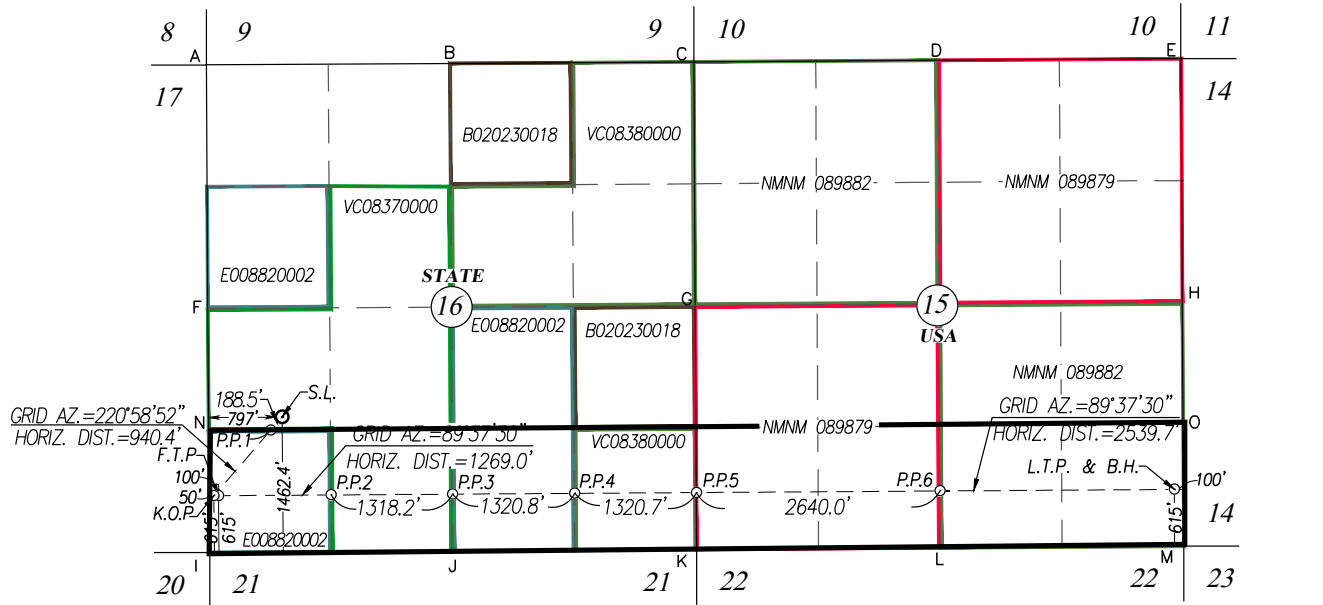 8 9 9 10 10 11
A B C D E
17 14
B020230018 VC08380000
NMNM 089882 NMNM 089879
VC08370000
E008820002
STATE
F 16 G 15 H
USA
E008820002 B020230018
NMNM 089882
188.5' S.L.
GRID AZ.=220°58'52"
HORIZ. DIST.=940.4'
797'
N P.P.1
GRID AZ.=89°37'30"
HORIZ. DIST.=1269.0'
VC08380000
NMNM 089879
GRID AZ.=89°37'30"
HORIZ. DIST.=2539.7'
O
F.T.P.
100'
50'
K.O.P.
615'
615'
1462.4'
E008820002
P.P.2 P.P.3 P.P.4 P.P.5 P.P.6
1318.2' 1320.8' 1320.7' 2640.0'
L.T.P. & B.H.
100'
615'
14
I J K L M
20 21 21 22 22 23